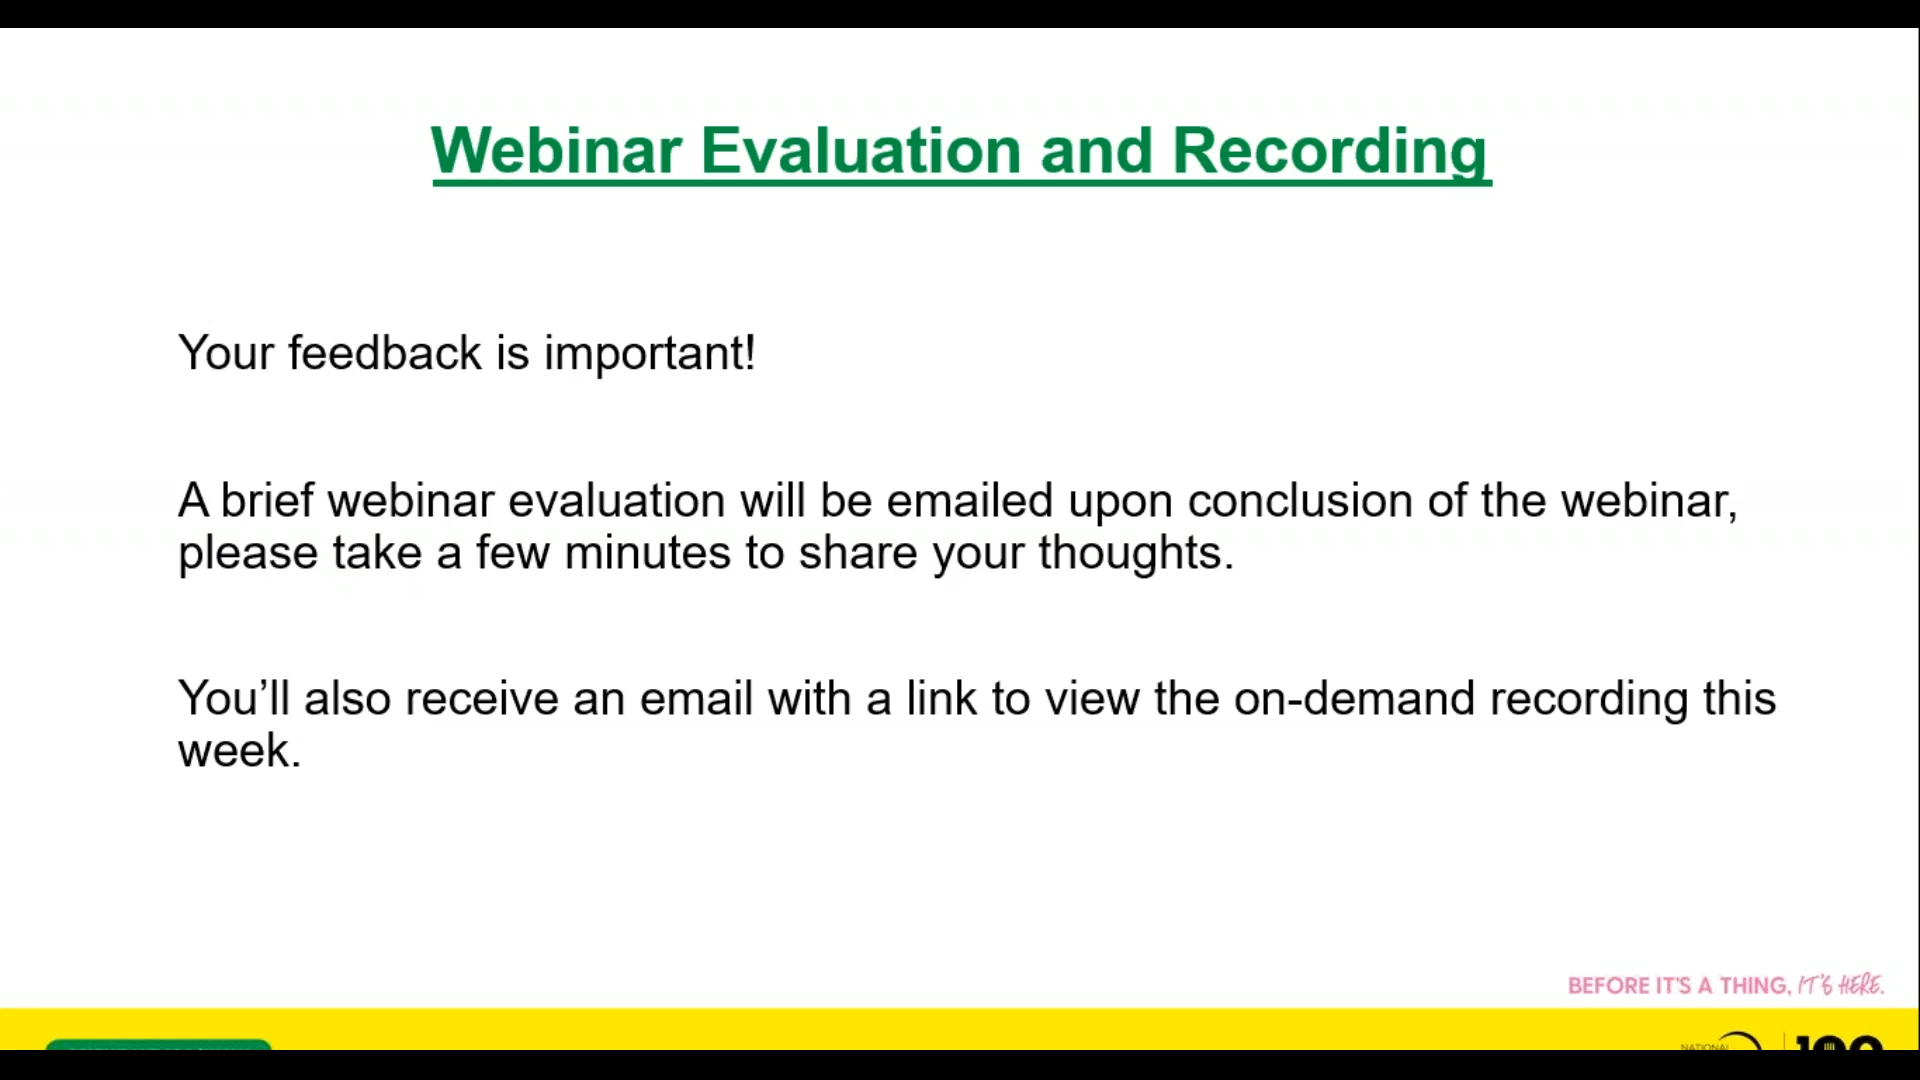 Webinar Evaluation and Recording
Your feedback is important!
A brief webinar evaluation will be emailed upon conclusion of the webinar,
please take a few minutes to share your thoughts.
You’ll also receive an email with a link to view the on-demand recording this
week.
BEFORE IT'S A THING, IT'S HERE.
NATIONAL
100